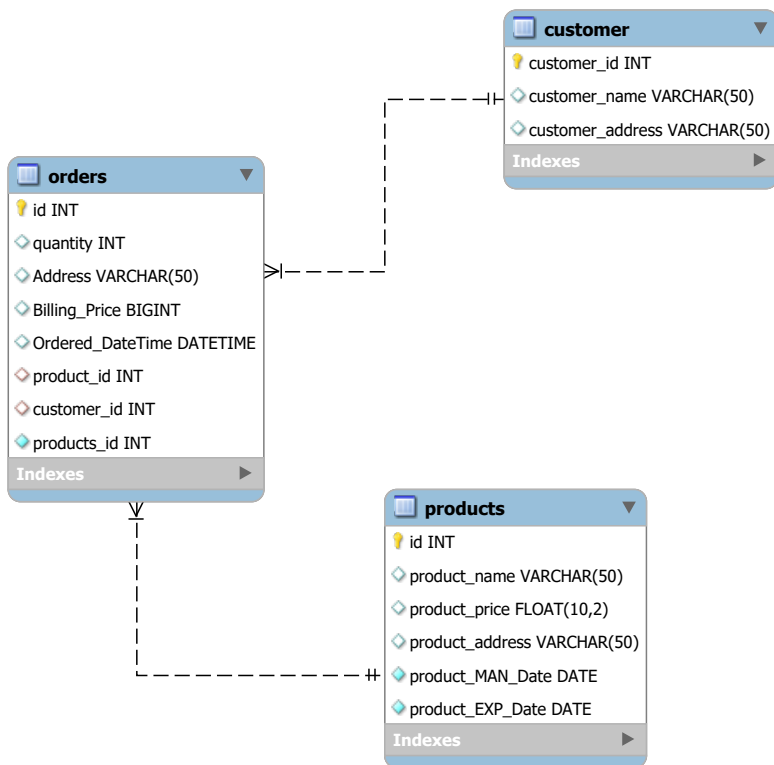 customer
customer_id INT
customer_name VARCHAR(50)
customer_address VARCHAR(50)
Indexes
orders
id INT
quantity INT
Address VARCHAR(50)
Billing_Price BIGINT
Ordered_DateTime DATETIME
product_id INT
customer_id INT
products_id INT
Indexes
products
id INT
product_name VARCHAR(50)
product_price FLOAT(10,2)
product_address VARCHAR(50)
product_MAN_Date DATE
product_EXP_Date DATE
Indexes